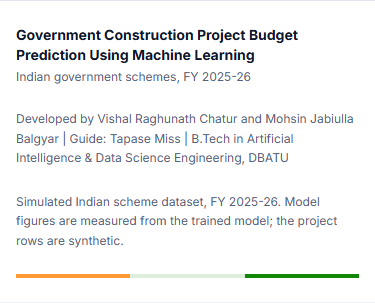 Government Construction Project Budget
Prediction Using Machine Learning
Indian government schemes, FY 2025-26
Developed by Vishal Raghunath Chatur and Mohsin Jabiulla
Balgyar | Guide: Tapase Miss | B.Tech in Artificial
Intelligence & Data Science Engineering, DBATU
Simulated Indian scheme dataset, FY 2025-26. Model
figures are measured from the trained model; the project
rows are synthetic.